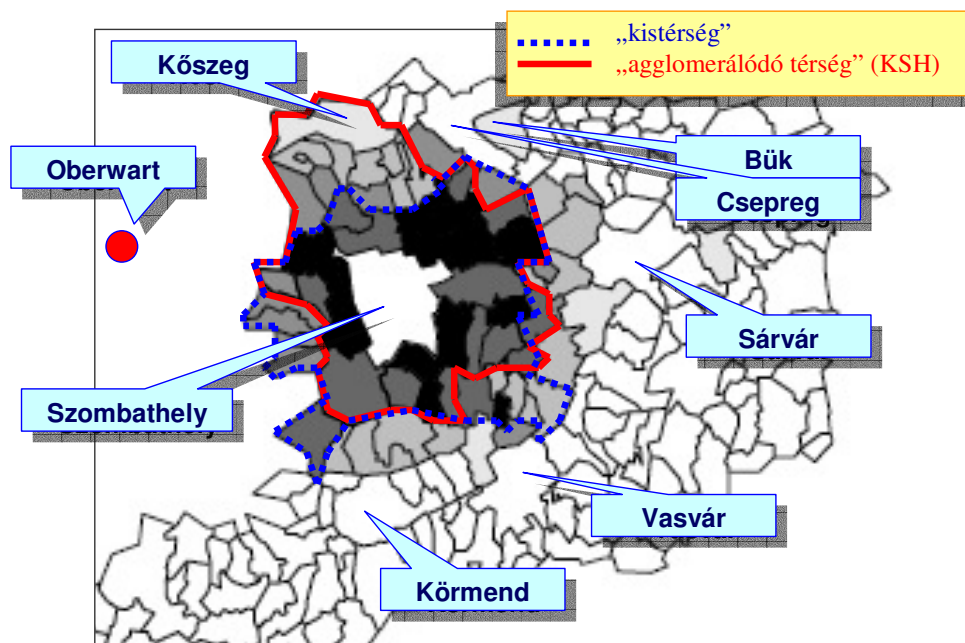 „kistérség”
„agglomerálódó térség” (KSH)
Kőszeg
Oberwart
Bük
Csepreg
Sárvár
Szombathely
Vasvár
Körmend